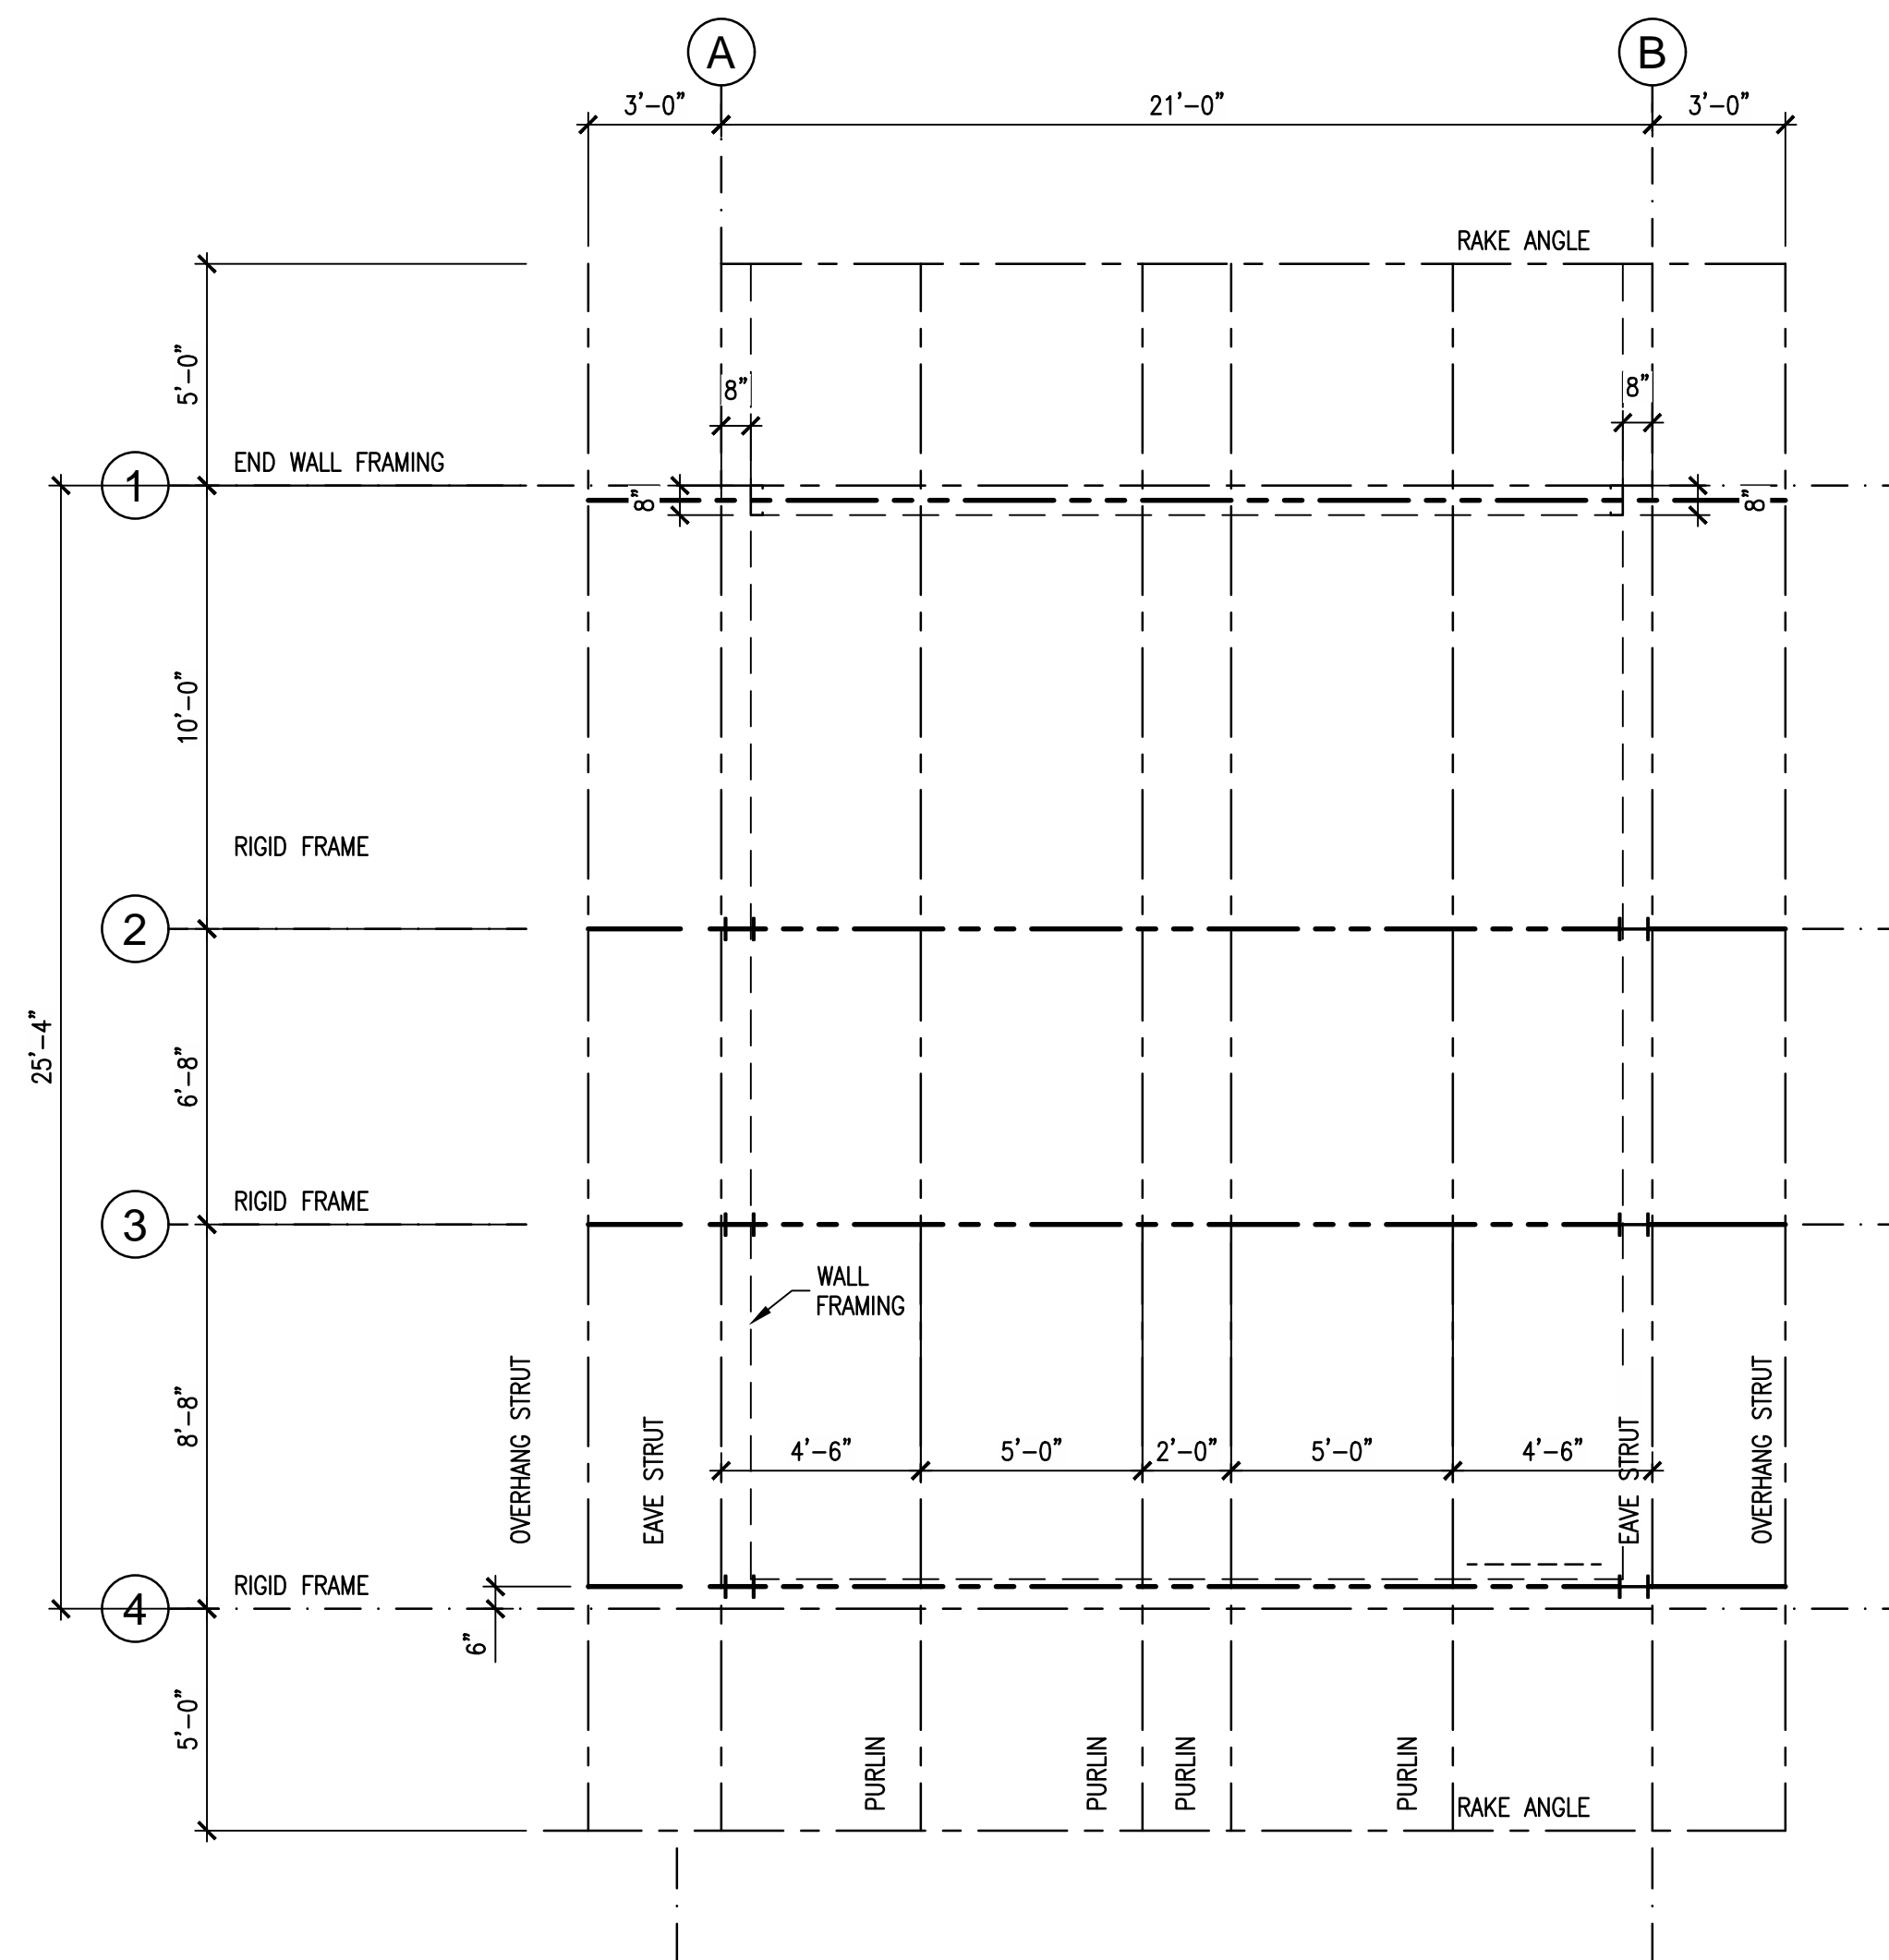 A
B
3'-0"
21'-0"
3'-0"
RAKE ANGLE
5'-0"
8"
8"
END WALL FRAMING
1
8"
8"
10'-0"
RIGID FRAME
2
25'-4"
6'-8"
RIGID FRAME
3
WALL
FRAMING
8'-8"
OVERHANG STRUT
EAVE STRUT
4'-6"
5'-0"
2'-0"
5'-0"
4'-6"
EAVE STRUT
OVERHANG STRUT
RIGID FRAME
4
6"
5'-0"
PURLIN
PURLIN
PURLIN
PURLIN
RAKE ANGLE